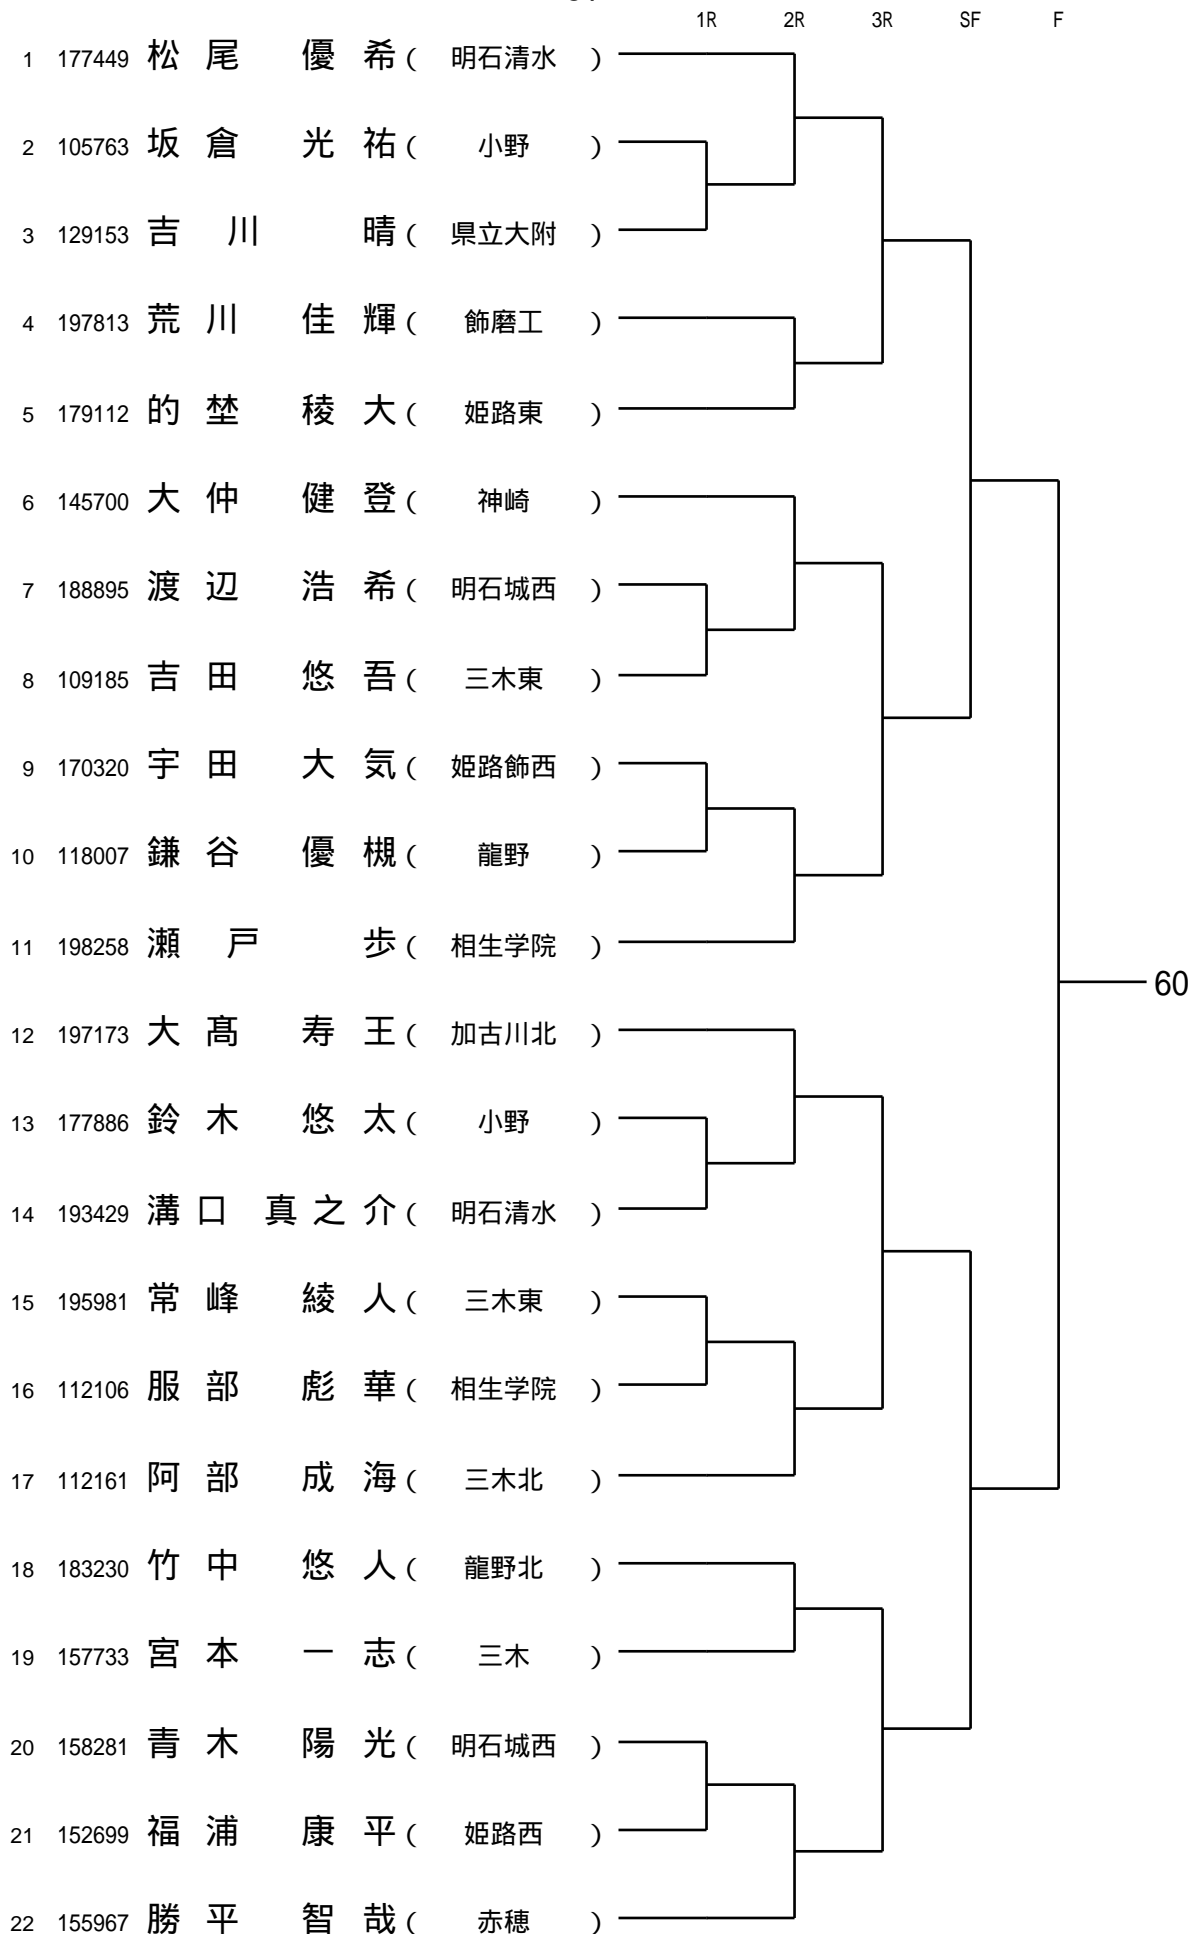 1R 2R 3R SF F
1 177449 松尾 優希 ( 明石清水 )
2 105763 坂倉 光祐 ( 小野 )
3 129153 吉川 晴 ( 県立大附 )
4 197813 荒川 佳輝 ( 飾磨工 )
5 179112 的埜 稜大 ( 姫路東 )
6 145700 大仲 健登 ( 神崎 )
7 188895 渡辺 浩希 ( 明石城西 )
8 109185 吉田 悠吾 ( 三木東 )
9 170320 宇田 大気 ( 姫路飾西 )
10 118007 鎌谷 優槻 ( 龍野 )
11 198258 瀬戸 歩 ( 相生学院 )
60
12 197173 大髙 寿王 ( 加古川北 )
13 177886 鈴木 悠太 ( 小野 )
14 193429 溝口 真之介 ( 明石清水 )
15 195981 常峰 綾人 ( 三木東 )
16 112106 服部 彪華 ( 相生学院 )
17 112161 阿部 成海 ( 三木北 )
18 183230 竹中 悠人 ( 龍野北 )
19 157733 宮本 一志 ( 三木 )
20 158281 青木 陽光 ( 明石城西 )
21 152699 福浦 康平 ( 姫路西 )
22 155967 勝平 智哉 ( 赤穂 )